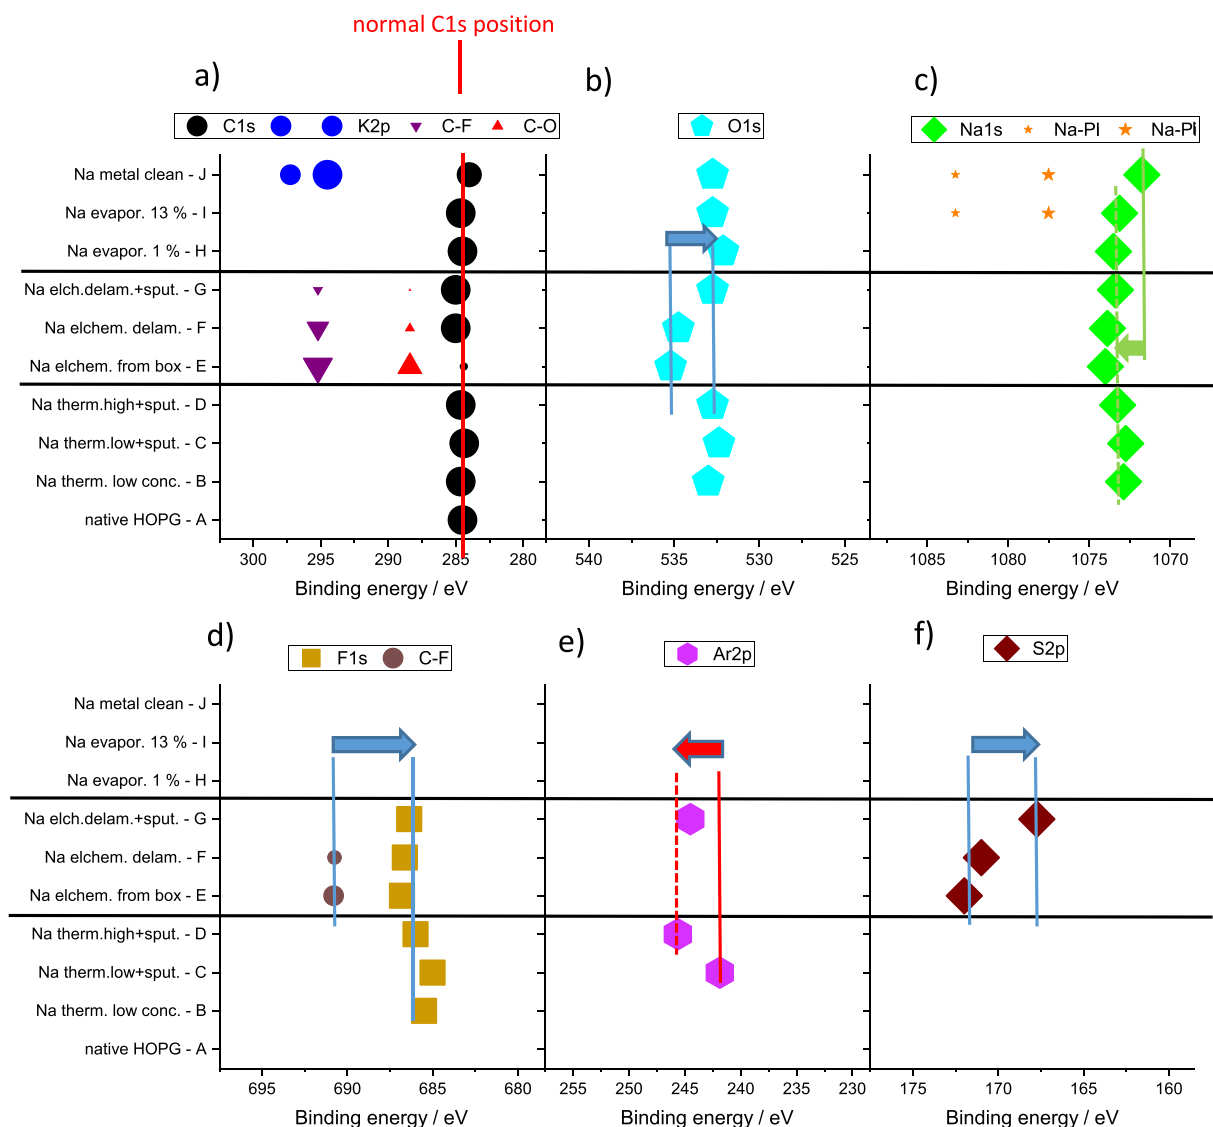 normal C1s position
a)
b)
c)
C1s K2p C-F C-O
O1s
Na1s Na-Pl Na-Pl
Na metal clean - J
Na evapor. 13 % - I
Na evapor. 1 % - H
Na elch.delam.+sput. - G
Na elchem. delam. - F
Na elchem. from box - E
Na therm.high+sput. - D
Na therm.low+sput. - C
Na therm. low conc. - B
native HOPG - A
300 295 290 285 280
540 535 530 525
1085 1080 1075 1070
Binding energy / eV
Binding energy / eV
Binding energy / eV
d)
e)
f)
F1s C-F
Ar2p
S2p
Na metal clean - J
Na evapor. 13 % - I
Na evapor. 1 % - H
Na elch.delam.+sput. - G
Na elchem. delam. - F
Na elchem. from box - E
Na therm.high+sput. - D
Na therm.low+sput. - C
Na therm. low conc. - B
native HOPG - A
695 690 685 680
255 250 245 240 235 230
175 170 165 160
Binding energy / eV
Binding energy / eV
Binding energy / eV